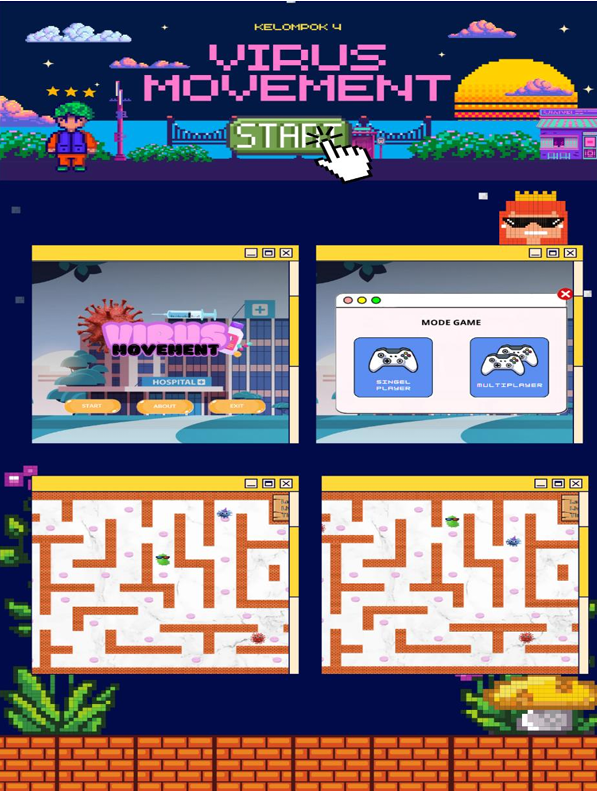 KELOMPOK 4
VIRUS
MOVEMENT
START
VIRUS
MOVEMENT
HOSPITAL
START
ABOUT
EXIT
MODE GAME
SINGEL
PLAYER
MULTIPLAYER